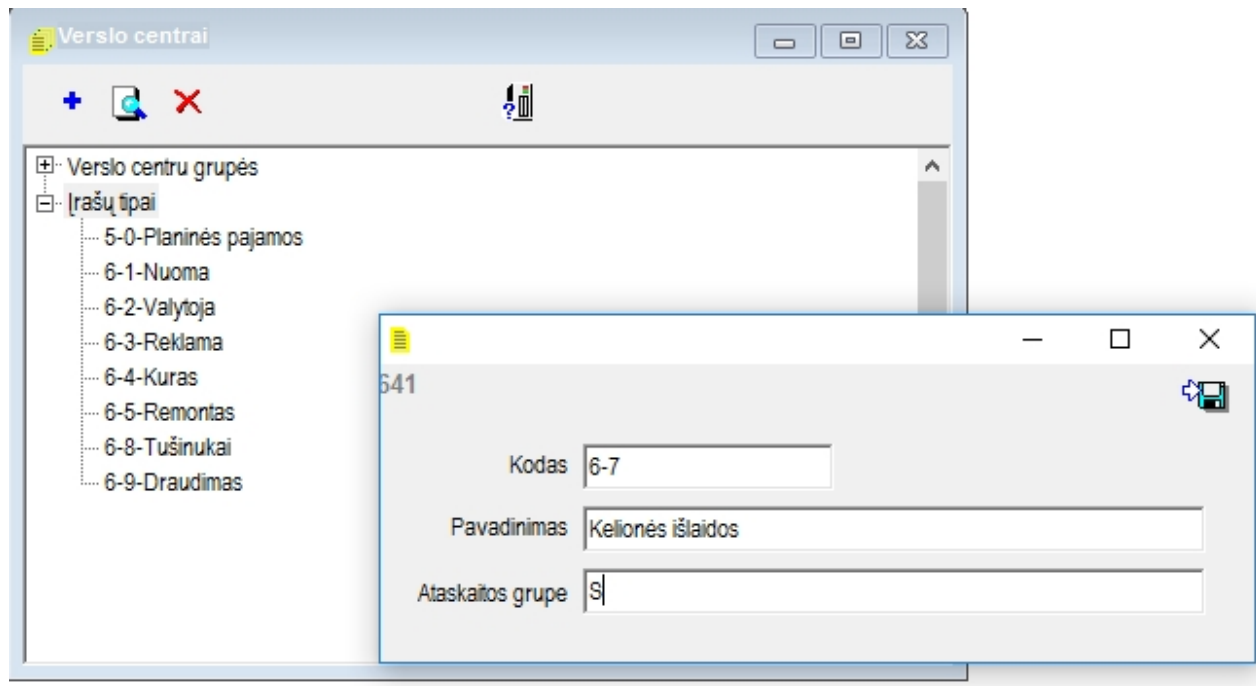 Verslo centrai
Verslo centru grupės
Įrašų tipai
5-0-Planinės pajamos
6-1-Nuoma
6-2-Valytoja
6-3-Reklama
6-4-Kuras
6-5-Remontas
6-8-Tušinukai
6-9-Draudimas
641
Kodas 6-7
Pavadinimas Kelionės išlaidos
Ataskaitos grupe S